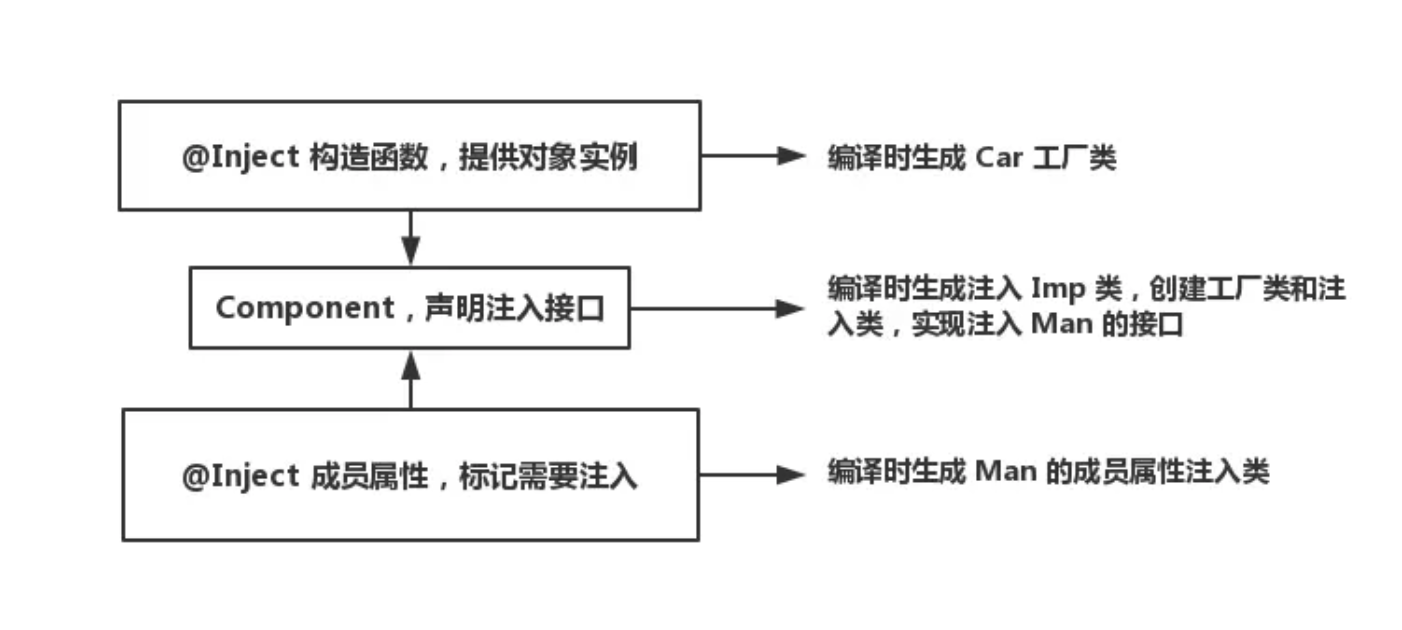 @Inject 构造函数，提供对象实例
编译时生成 Car 工厂类
Component，声明注入接口
编译时生成注入 Imp 类，创建工厂类和注
入类，实现注入 Man 的接口
@Inject 成员属性，标记需要注入
编译时生成 Man 的成员属性注入类